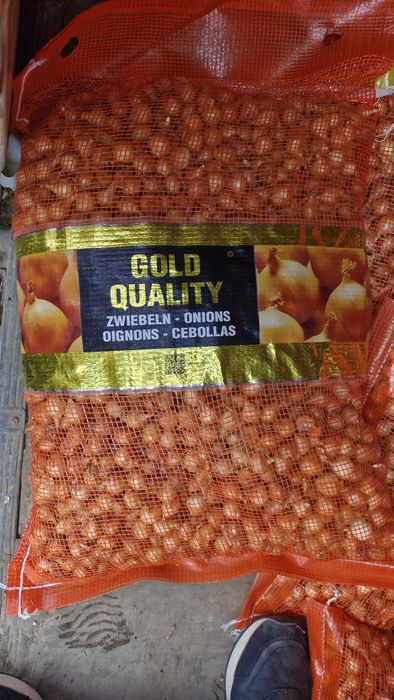 GOLD
QUALITY
ZWIEBELN - ONIONS
OIGNONS - CEBOLLAS